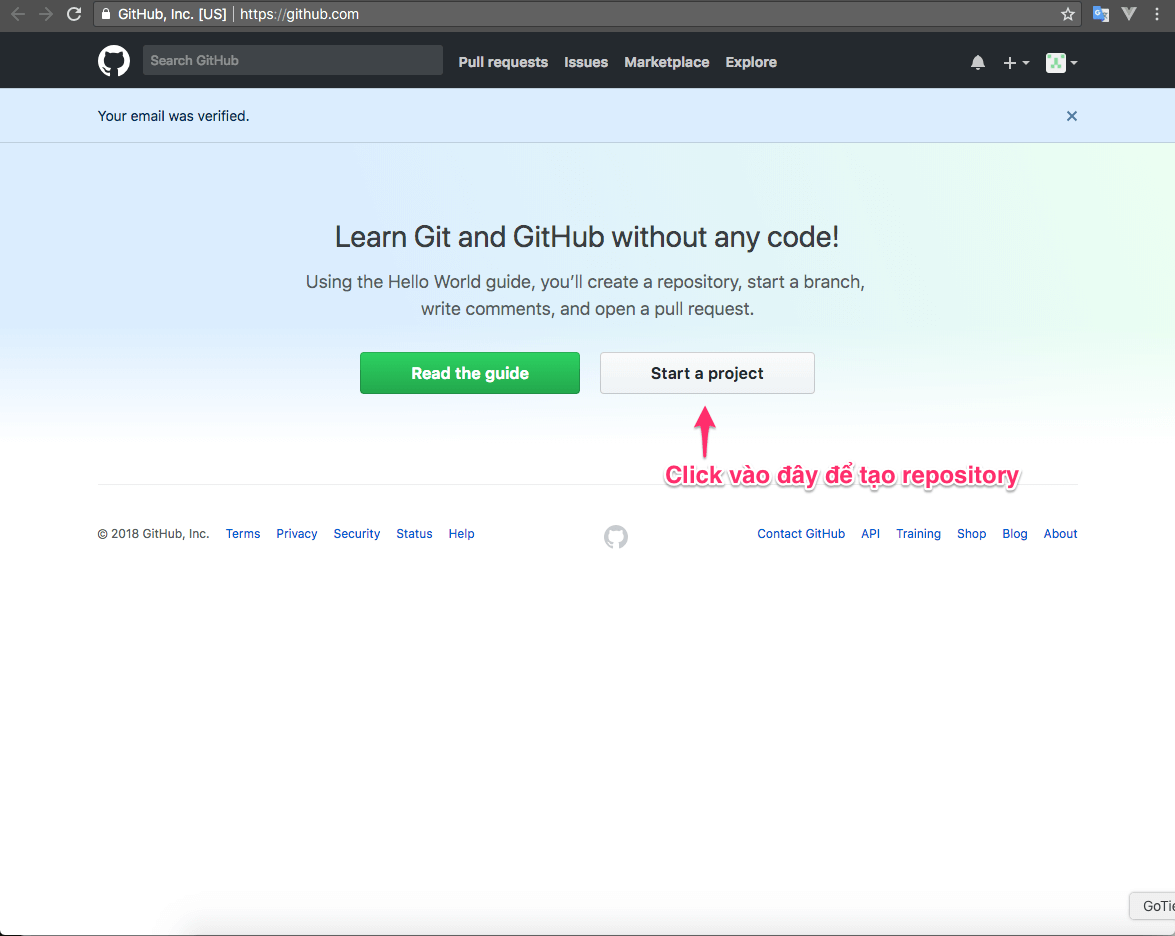 GitHub, Inc. [US] https://github.com
Search GitHub Pull requests Issues Marketplace Explore
Your email was verified.
Learn Git and GitHub without any code!
Using the Hello World guide, you’ll create a repository, start a branch,
write comments, and open a pull request.
Read the guide Start a project
Click vào đây để tạo repository
© 2018 GitHub, Inc. Terms Privacy Security Status Help Contact GitHub API Training Shop Blog About